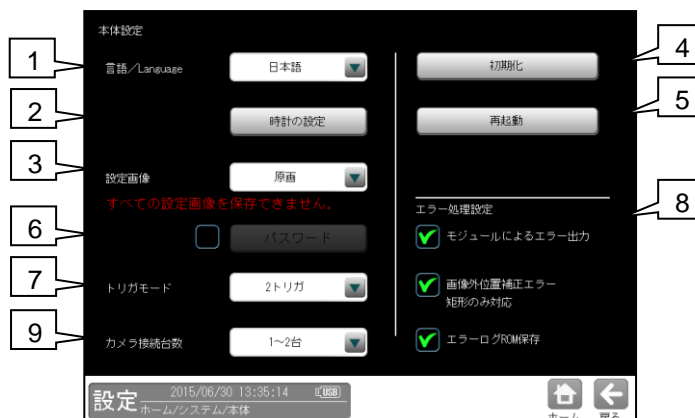 本体設定
1
言語／Language
日本語
2
時計の設定
3
設定画像
原画
すべての設定画像を保存できません。
6
パスワード
7
トリガモード
2トリガ
9
カメラ接続台数
1～2台
4
初期化
5
再起動
8
エラー処理設定
モジュールによるエラー出力
画像外位置補正エラー
矩形のみ対応
エラーログROM保存
設定
2015/06/30 13:35:14
USB
ホーム/システム/本体
ホーム
戻る